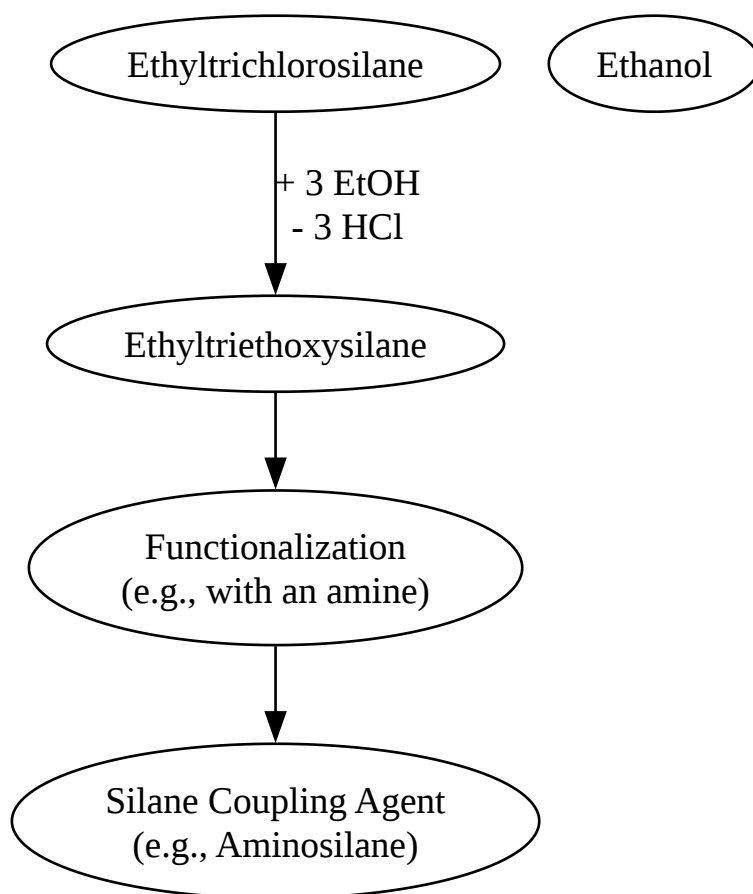 Ethyltrichlorosilane
Ethanol
+ 3 EtOH
- 3 HCl
Ethyltriethoxysilane
Functionalization
(e.g., with an amine)
Silane Coupling Agent
(e.g., Aminosilane)